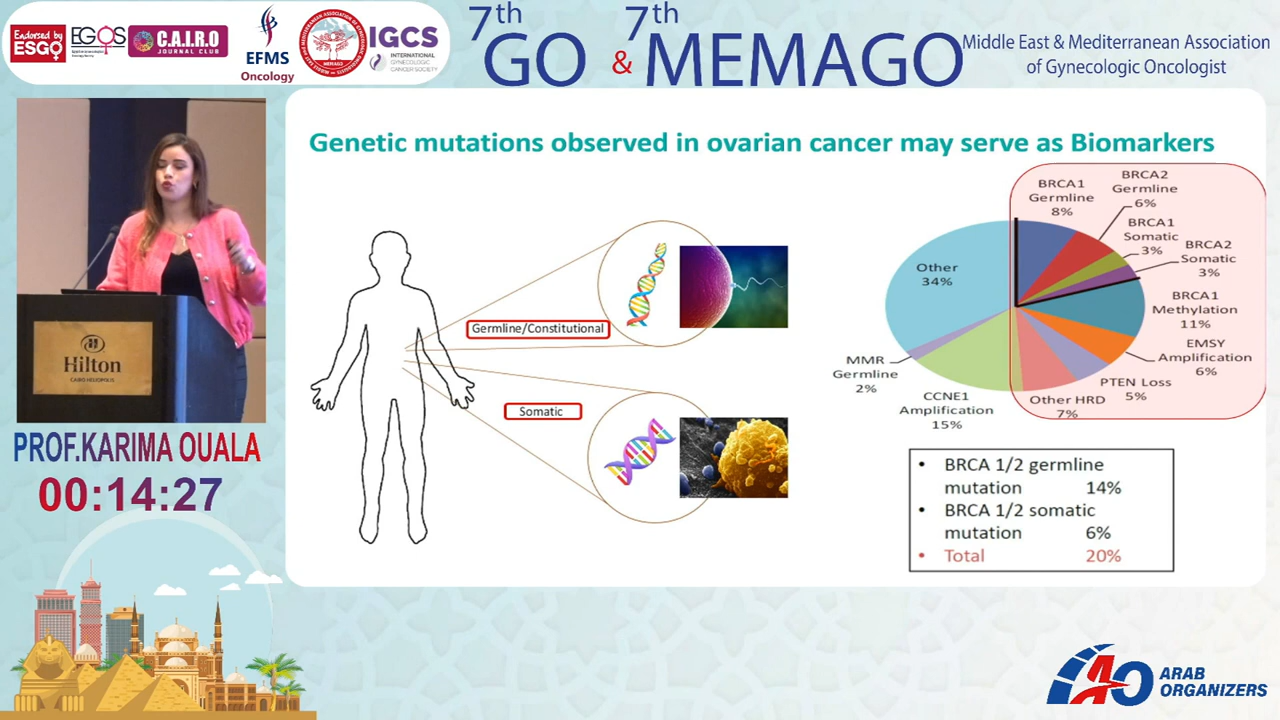 Endorsed by
ESGO
EGOS
C.A.I.R.O
JOURNAL CLUB
EFMS
Oncology
MEMAGO
IGCS
INTERNATIONAL
GYNECOLOGIC
CANCER SOCIETY
7th GO & 7th MEMAGO
Middle East & Mediterranean Association
of Gynecologic Oncologist
Genetic mutations observed in ovarian cancer may serve as Biomarkers
Germline/Constitutional
Somatic
BRCA1
Germline
8%
BRCA2
Germline
6%
BRCA1
Somatic
3%
BRCA2
Somatic
3%
BRCA1
Methylation
11%
EMSY
Amplification
6%
PTEN Loss
5%
Other HRD
7%
CCNE1
Amplification
15%
MMR
Germline
2%
Other
34%
• BRCA 1/2 germline
mutation 14%
• BRCA 1/2 somatic
mutation 6%
• Total 20%
Hilton
CAIRO HELIOPOLIS
PROF.KARIMA OUALA
00:14:27
AO ARAB
ORGANIZERS